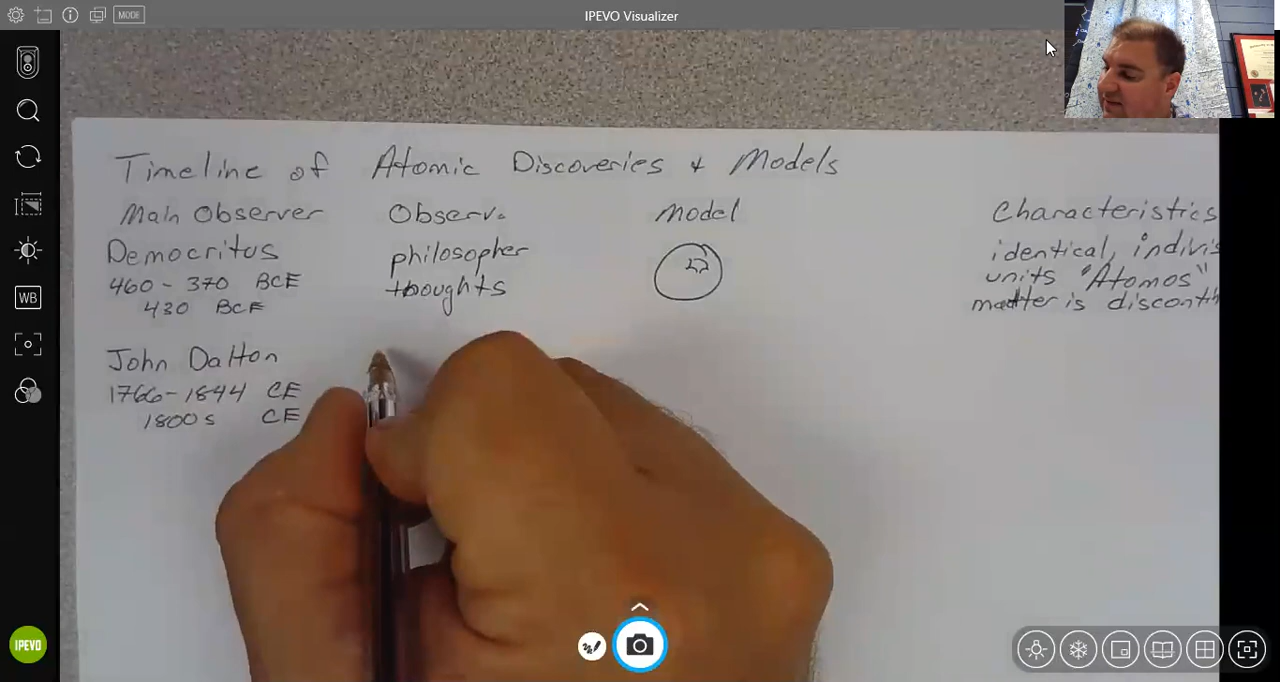 IPEVO Visualizer
MODE
WB
Timeline of Atomic Discoveries & Models
Main Observer Observ. Model Characteristics
Democritus philosopher identical, indivis
460 - 370 BCE thoughts units "Atomos"
430 BCE matter is discont
John Dalton
1766-1844 CE
1800s CE
IPEVO